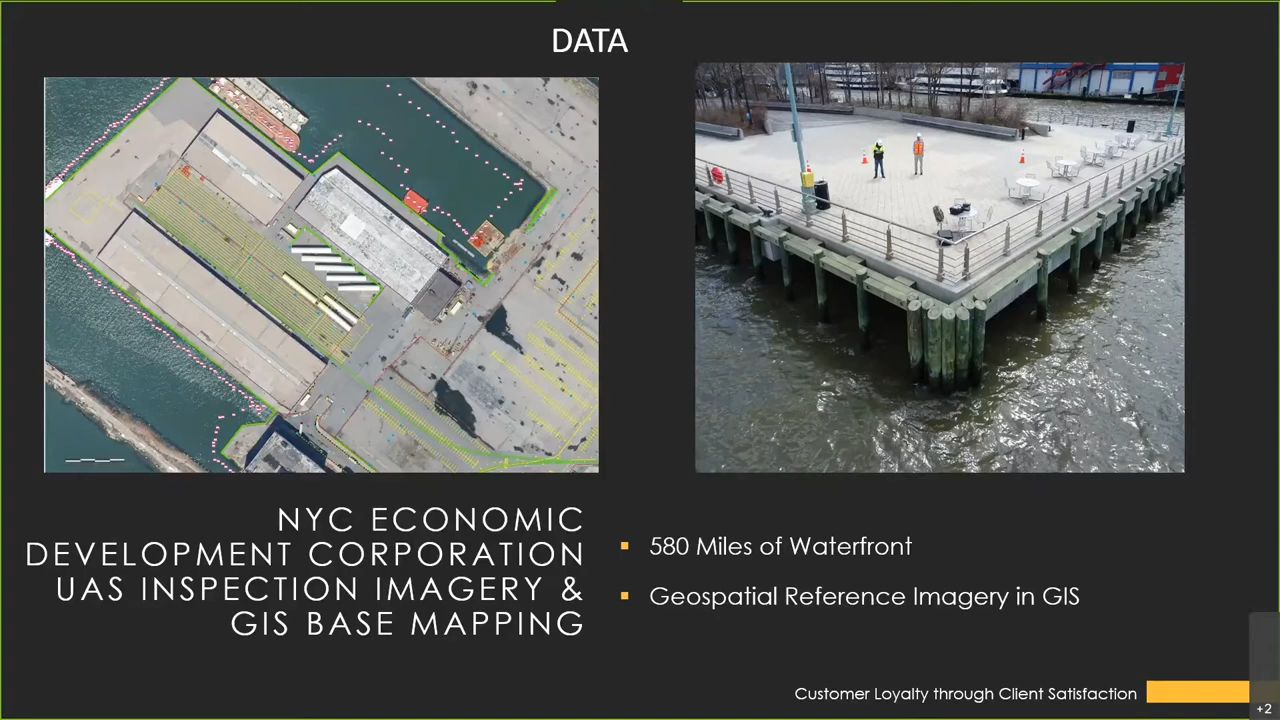 DATA
NYC ECONOMIC
DEVELOPMENT CORPORATION
UAS INSPECTION IMAGERY &
GIS BASE MAPPING
580 Miles of Waterfront
Geospatial Reference Imagery in GIS
Customer Loyalty through Client Satisfaction
+2